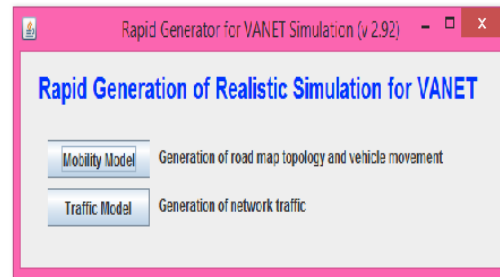 Rapid Generator for VANET Simulation (v 2.92)
Rapid Generation of Realistic Simulation for VANET
Mobility Model Generation of road map topology and vehicle movement
Traffic Model Generation of network traffic